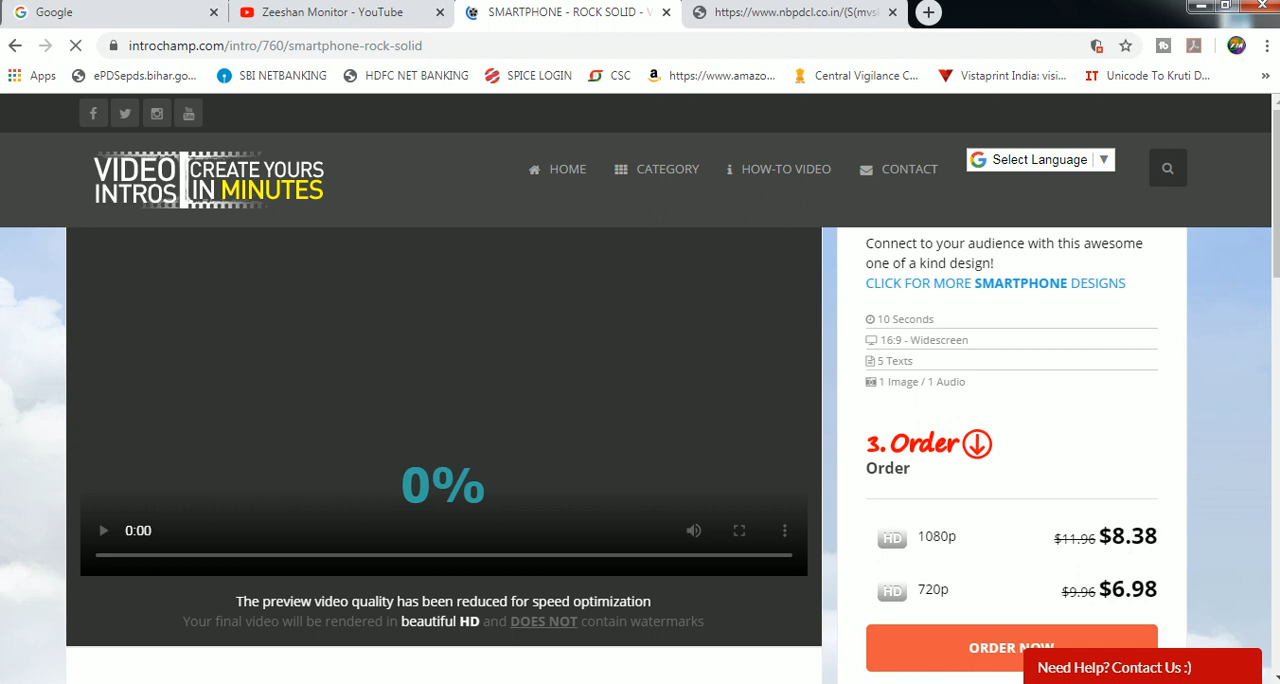 Google
Zeeshan Monitor - YouTube
SMARTPHONE - ROCK SOLID - V
https://www.nbpdcl.co.in/(S(mvsl
introchamp.com/intro/760/smartphone-rock-solid
Apps
ePDSepds.bihar.go...
SBI NETBANKING
HDFC NET BANKING
SPICE LOGIN
CSC
https://www.amazo...
Central Vigilance C...
Vistaprint India: visi...
IT Unicode To Kruti D...
»
VIDEO INTROS
CREATE YOURS IN MINUTES
HOME
CATEGORY
HOW-TO VIDEO
CONTACT
Select Language ▼
Connect to your audience with this awesome
one of a kind design!
CLICK FOR MORE SMARTPHONE DESIGNS
10 Seconds
16:9 - Widescreen
5 Texts
1 Image / 1 Audio
3. Order
Order
HD 1080p $11.96 $8.38
HD 720p $9.96 $6.98
ORDER NOW
Need Help? Contact Us :)
0%
0:00
The preview video quality has been reduced for speed optimization
Your final video will be rendered in beautiful HD and DOES NOT contain watermarks